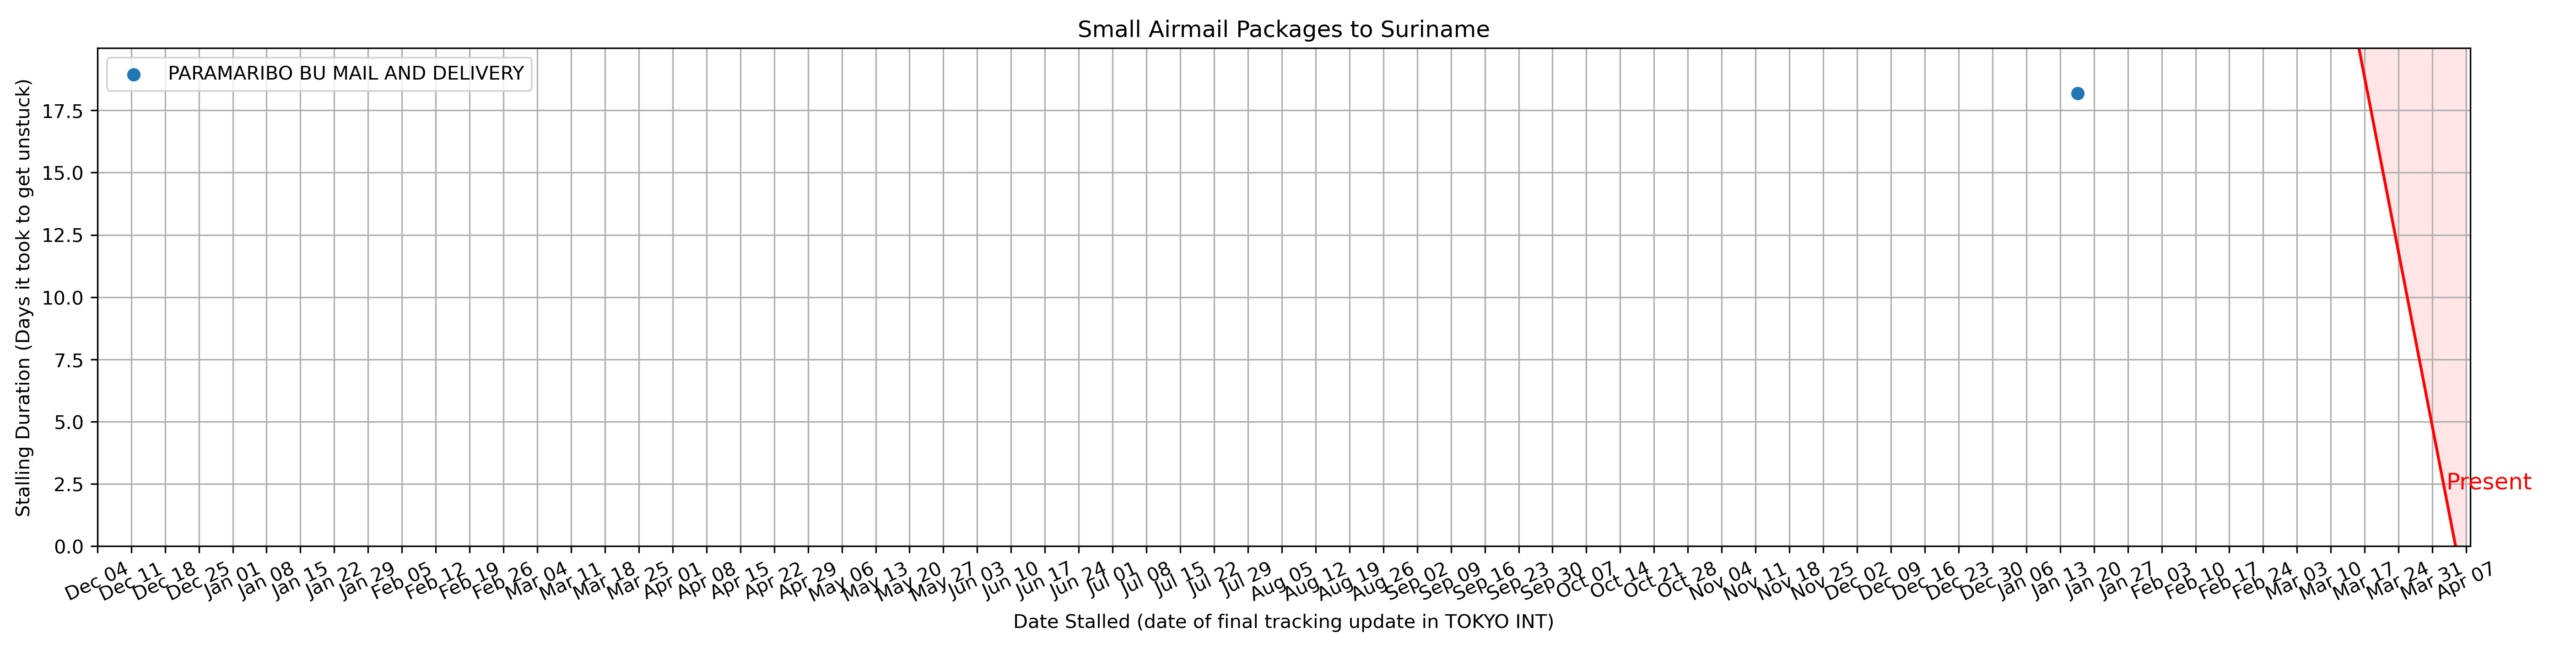 Small Airmail Packages to Suriname
PARAMARIBO BU MAIL AND DELIVERY
Stalling Duration (Days it took to get unstuck)
17.5
15.0
12.5
10.0
7.5
5.0
2.5
0.0
Present
Dec 04 Dec 11 Dec 18 Dec 25 Jan 01 Jan 08 Jan 15 Jan 22 Jan 29 Feb 05 Feb 12 Feb 19 Feb 26 Mar 04 Mar 11 Mar 18 Mar 25 Apr 01 Apr 08 Apr 15 Apr 22 Apr 29 May 06 May 13 May 20 May 27 Jun 03 Jun 10 Jun 17 Jun 24 Jul 01 Jul 08 Jul 15 Jul 22 Jul 29 Aug 05 Aug 12 Aug 19 Aug 26 Sep 02 Sep 09 Sep 16 Sep 23 Sep 30 Oct 07 Oct 14 Oct 21 Oct 28 Nov 04 Nov 11 Nov 18 Nov 25 Dec 02 Dec 09 Dec 16 Dec 23 Dec 30 Jan 06 Jan 13 Jan 20 Jan 27 Feb 03 Feb 10 Feb 17 Feb 24 Mar 03 Mar 10 Mar 17 Mar 24 Mar 31 Apr 07
Date Stalled (date of final tracking update in TOKYO INT)